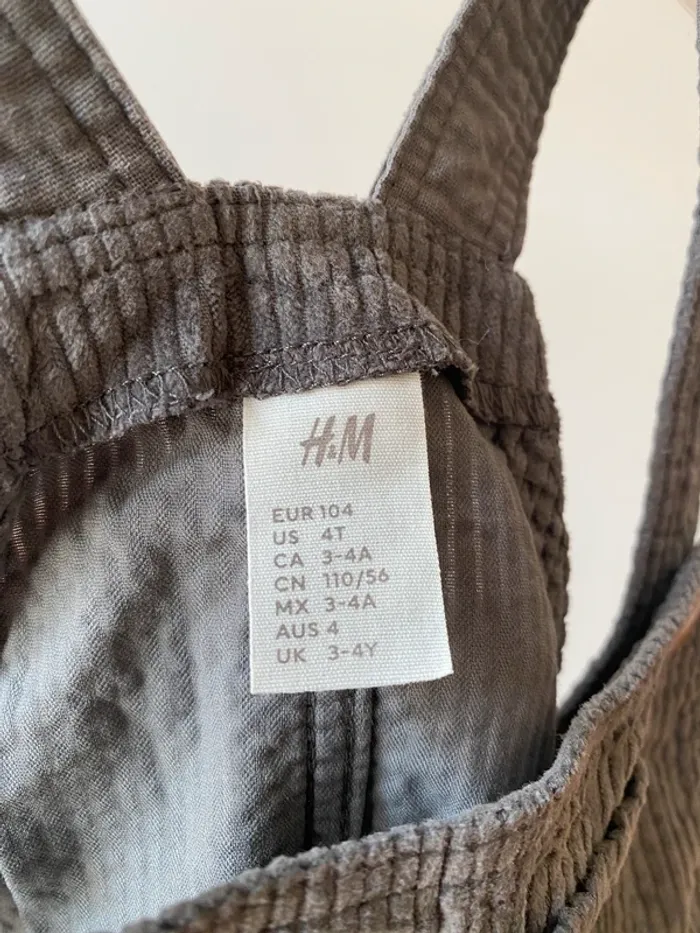 H&M
EUR 104
US 4T
CA 3-4A
CN 110/56
MX 3-4A
AUS 4
UK 3-4Y